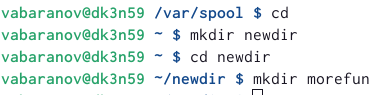 vabaranov@dk3n59 /var/spool $ cd
vabaranov@dk3n59 ~ $ mkdir newdir
vabaranov@dk3n59 ~ $ cd newdir
vabaranov@dk3n59 ~/newdir $ mkdir morefun